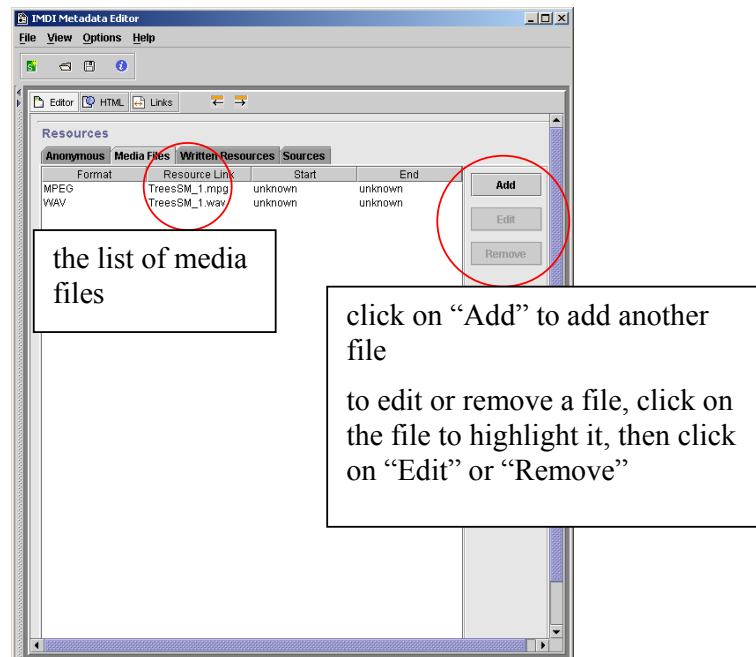 IMDI Metadata Editor
File View Options Help
Editor HTML Links
Resources
Anonymous Media Files Written Resources Sources
Format Resource Link Start End
MPEG TreesSM_1.mpg unknown unknown
WAV TreesSM_1.wav unknown unknown
Add
Edit
Remove
the list of media
files
click on “Add” to add another
file
to edit or remove a file, click on
the file to highlight it, then click
on “Edit” or “Remove”